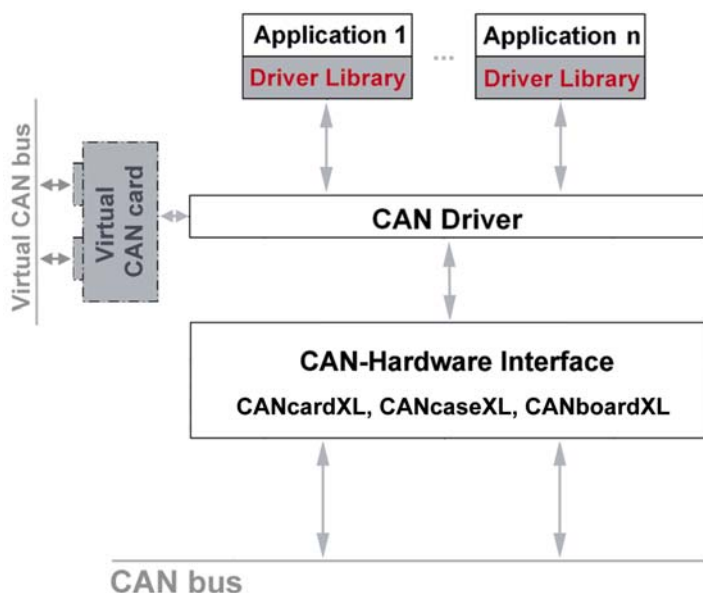 Application 1
Driver Library
...
Application n
Driver Library
Virtual CAN bus
Virtual
CAN card
CAN Driver
CAN-Hardware Interface
CANcardXL, CANcaseXL, CANboardXL
CAN bus